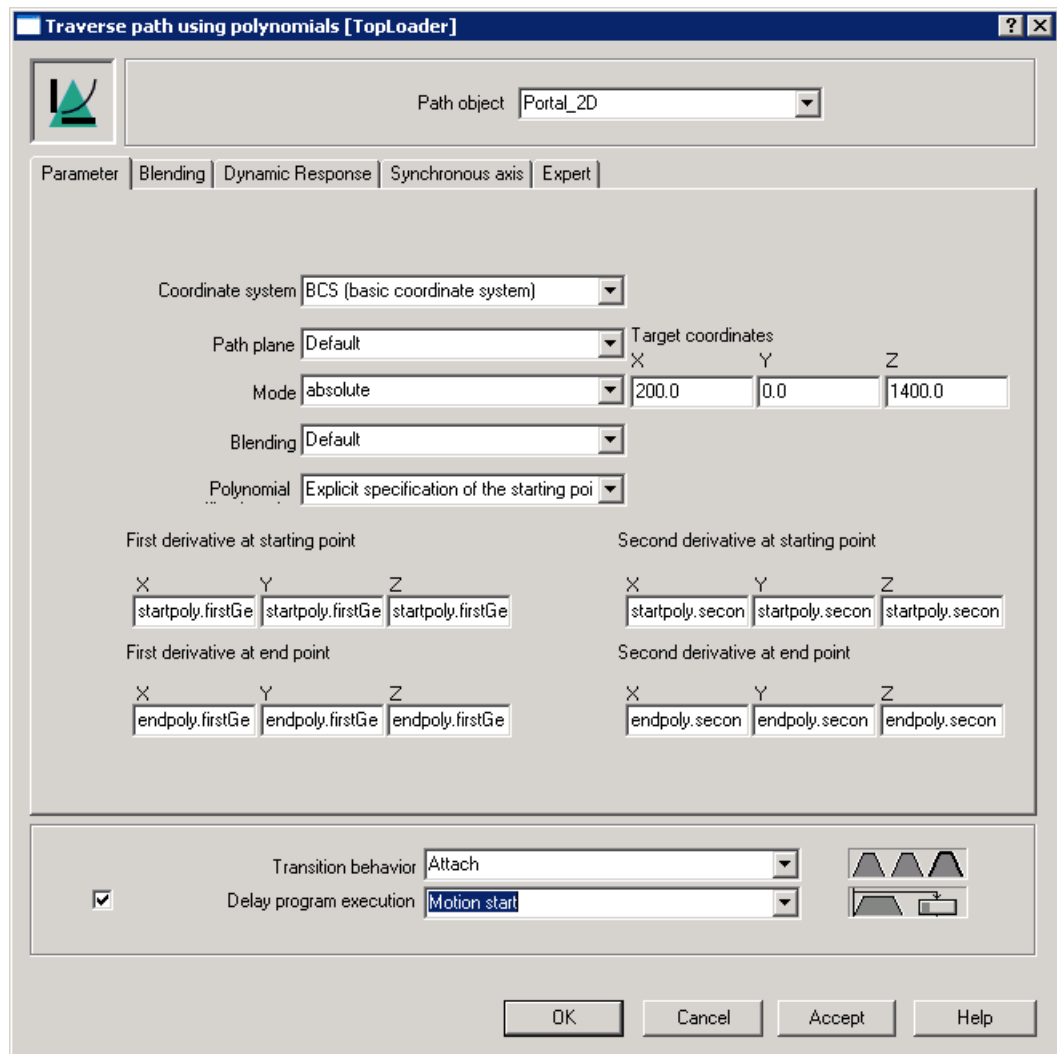 Traverse path using polynomials [TopLoader]
Path object Portal_2D
Parameter Blending Dynamic Response Synchronous axis Expert
Coordinate system BCS (basic coordinate system)
Path plane Default Target coordinates
X Y Z
Mode absolute 200.0 0.0 1400.0
Blending Default
Polynomial Explicit specification of the starting poi
First derivative at starting point Second derivative at starting point
X Y Z X Y Z
startpoly.firstGe startpoly.firstGe startpoly.firstGe startpoly.secon startpoly.secon startpoly.secon
First derivative at end point Second derivative at end point
X Y Z X Y Z
endpoly.firstGe endpoly.firstGe endpoly.firstGe endpoly.secon endpoly.secon endpoly.secon
Transition behavior Attach
Delay program execution Motion start
OK Cancel Accept Help